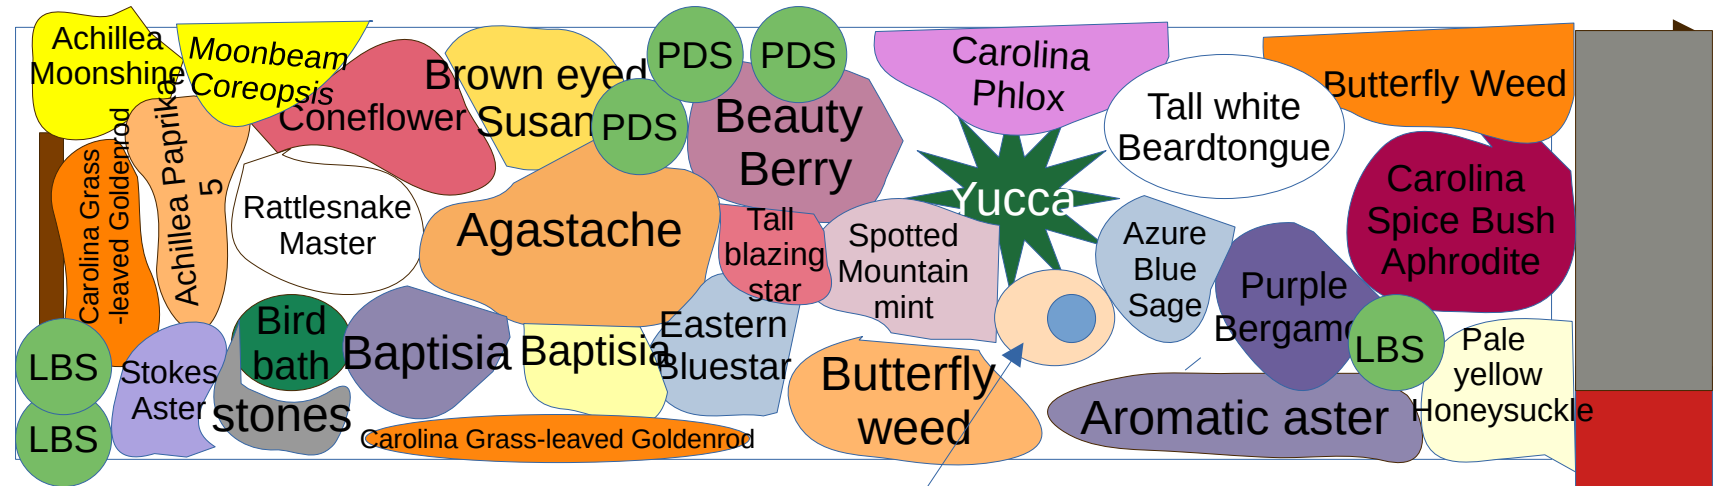 Achillea
Moonshine
Moonbeam
Coreopsis
Coneflower
Brown eyed
Susan
PDS
PDS
PDS
Beauty
Berry
Carolina
Phlox
Tall white
Beardtongue
Butterfly Weed
Carolina Grass
-leaved Goldenrod
Achillea Paprika
5
Rattlesnake
Master
Agastache
Tall
blazing
star
Spotted
Mountain
mint
Yucca
Azure
Blue
Sage
Purple
Bergamo
Carolina
Spice Bush
Aphrodite
LBS
LBS
Stokes
Aster
Bird
bath
stones
Baptisia
Baptisia
Eastern
Bluestar
Carolina Grass-leaved Goldenrod
Butterfly
weed
Aromatic aster
LBS
Pale
yellow
Honeysuckle